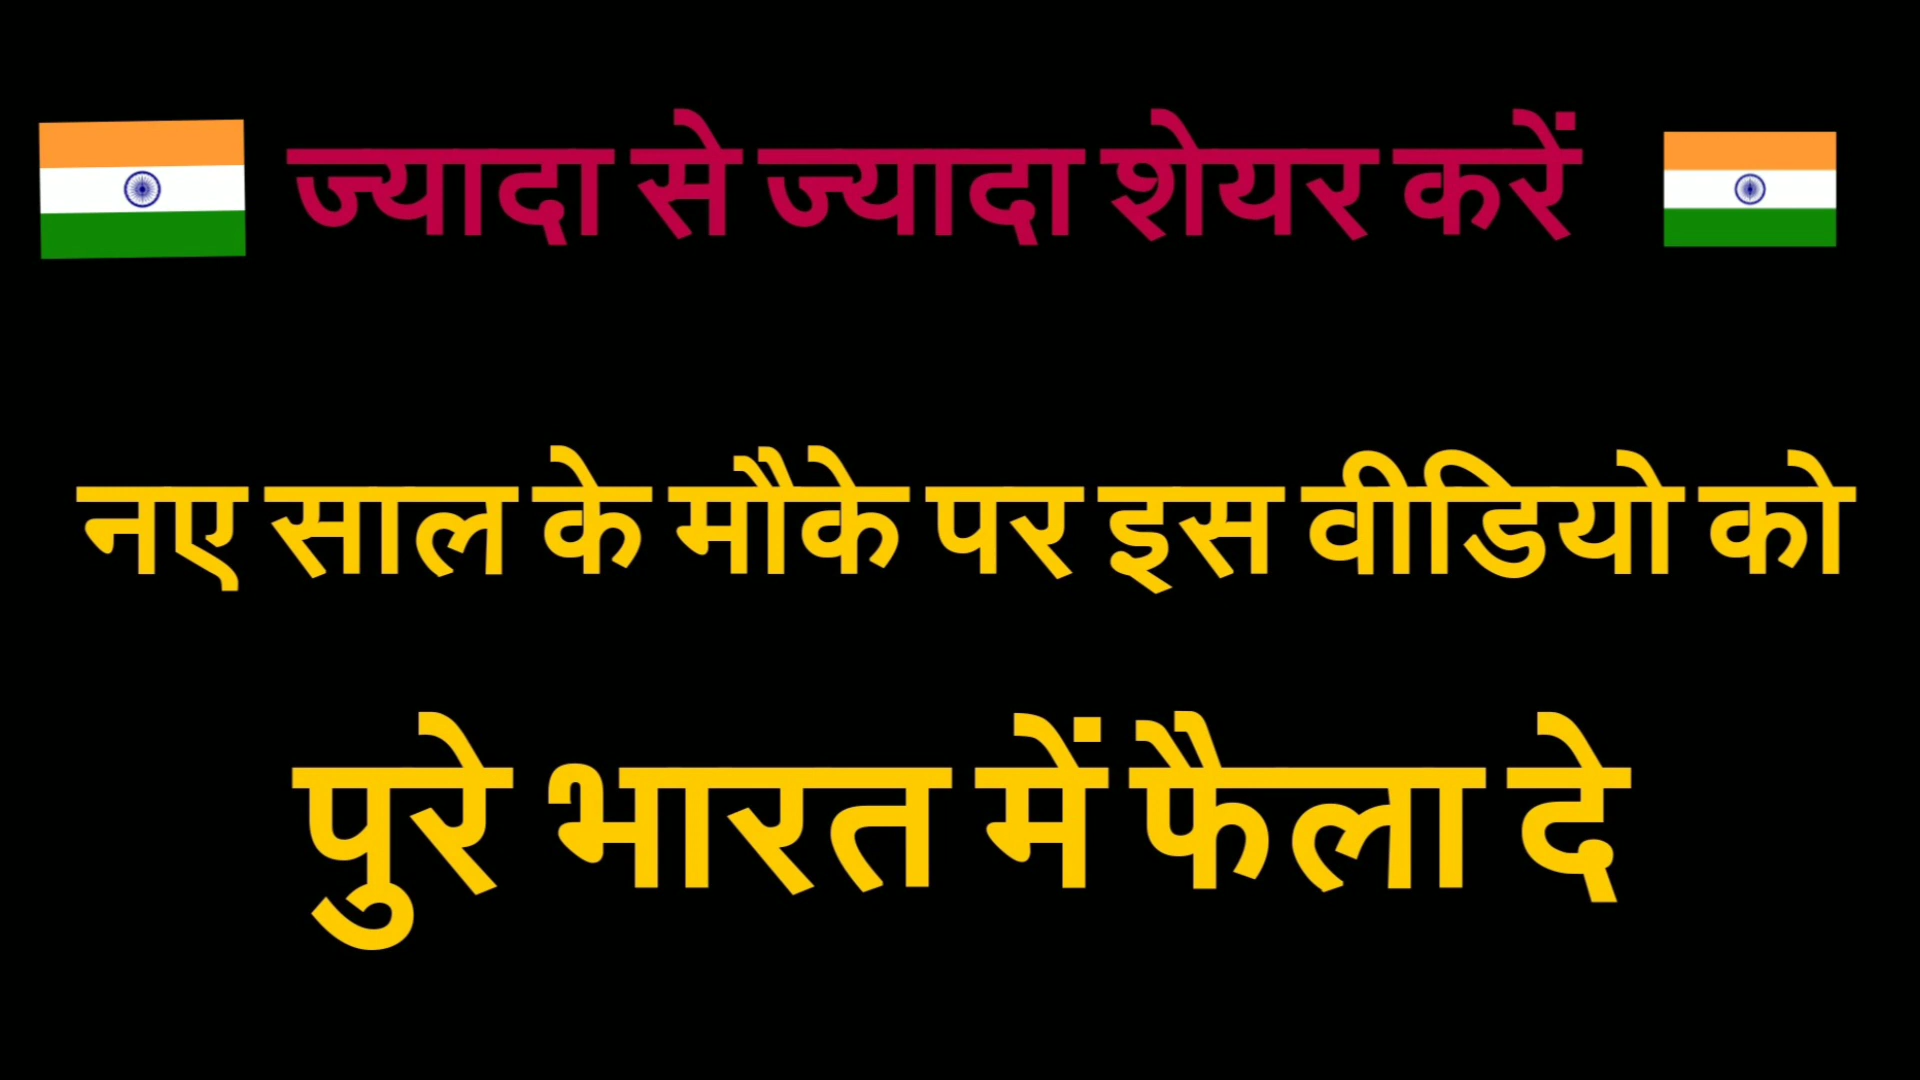 ज्यादा से ज्यादा शेयर करें
नए साल के मौके पर इस वीडियो को
पुरे भारत में फैला दे